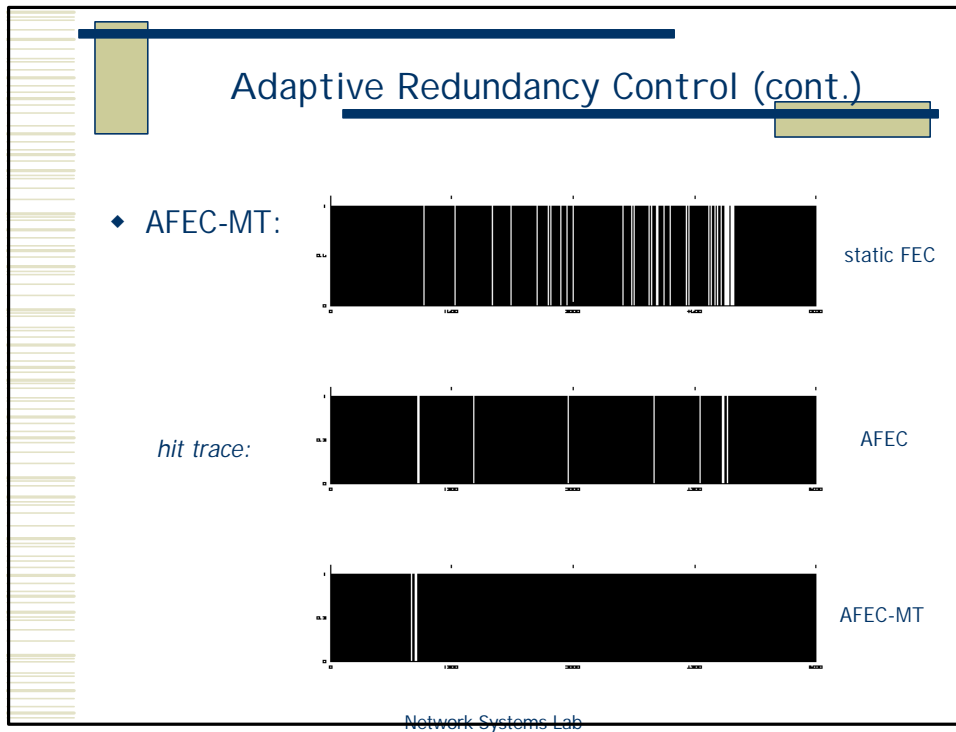 Adaptive Redundancy Control (cont.)
◆ AFEC-MT:
static FEC
hit trace:
AFEC
AFEC-MT
Network Systems Lab